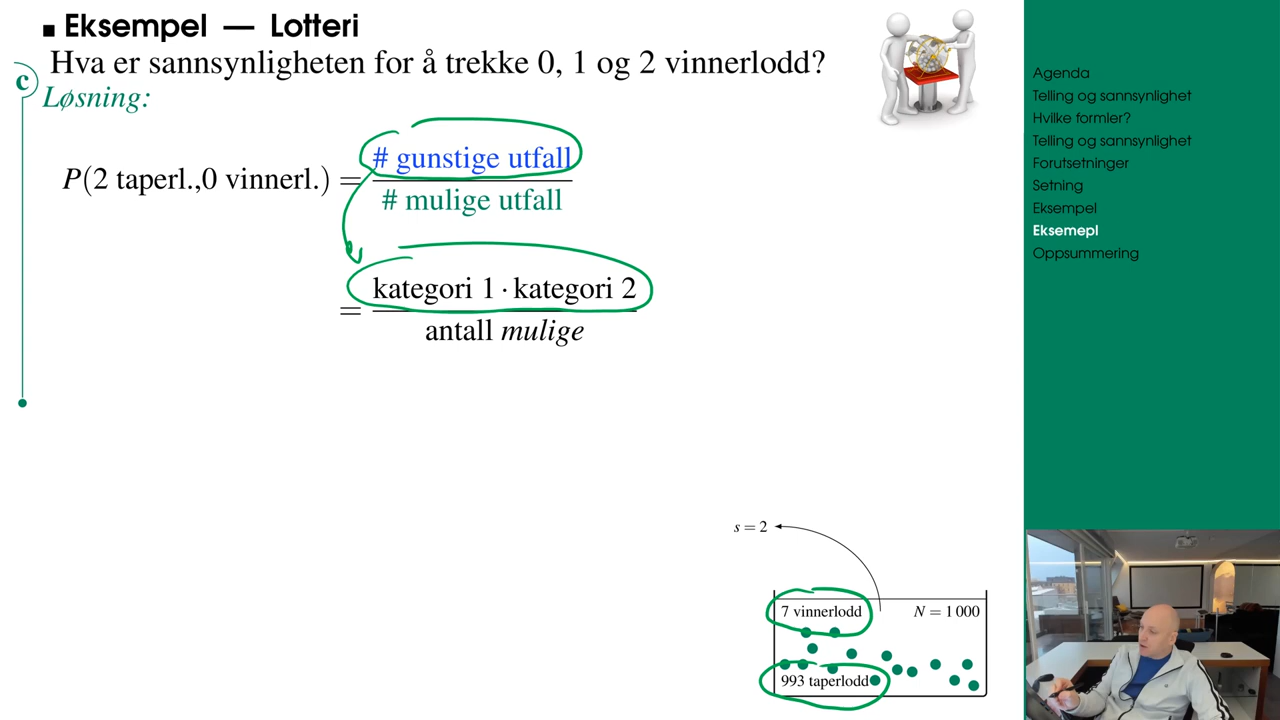 Eksempel — Lotteri
Hva er sannsynligheten for å trekke 0, 1 og 2 vinnerlodd?
c
Løsning:
P(2 taperl.,0 vinnerl.) = # gunstige utfall
# mulige utfall
= kategori 1 · kategori 2
antall mulige
s = 2
7 vinnerlodd
N = 1 000
993 taperlodd
Agenda
Telling og sannsynlighet
Hvilke formler?
Telling og sannsynlighet
Forutsetninger
Setning
Eksempel
Eksemepl
Oppsummering